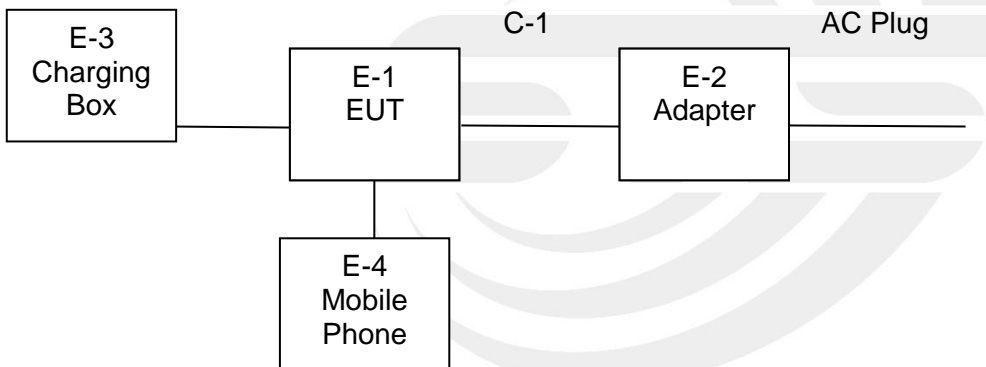 C-1
AC Plug
E-3
Charging
Box
E-1
EUT
E-2
Adapter
E-4
Mobile
Phone